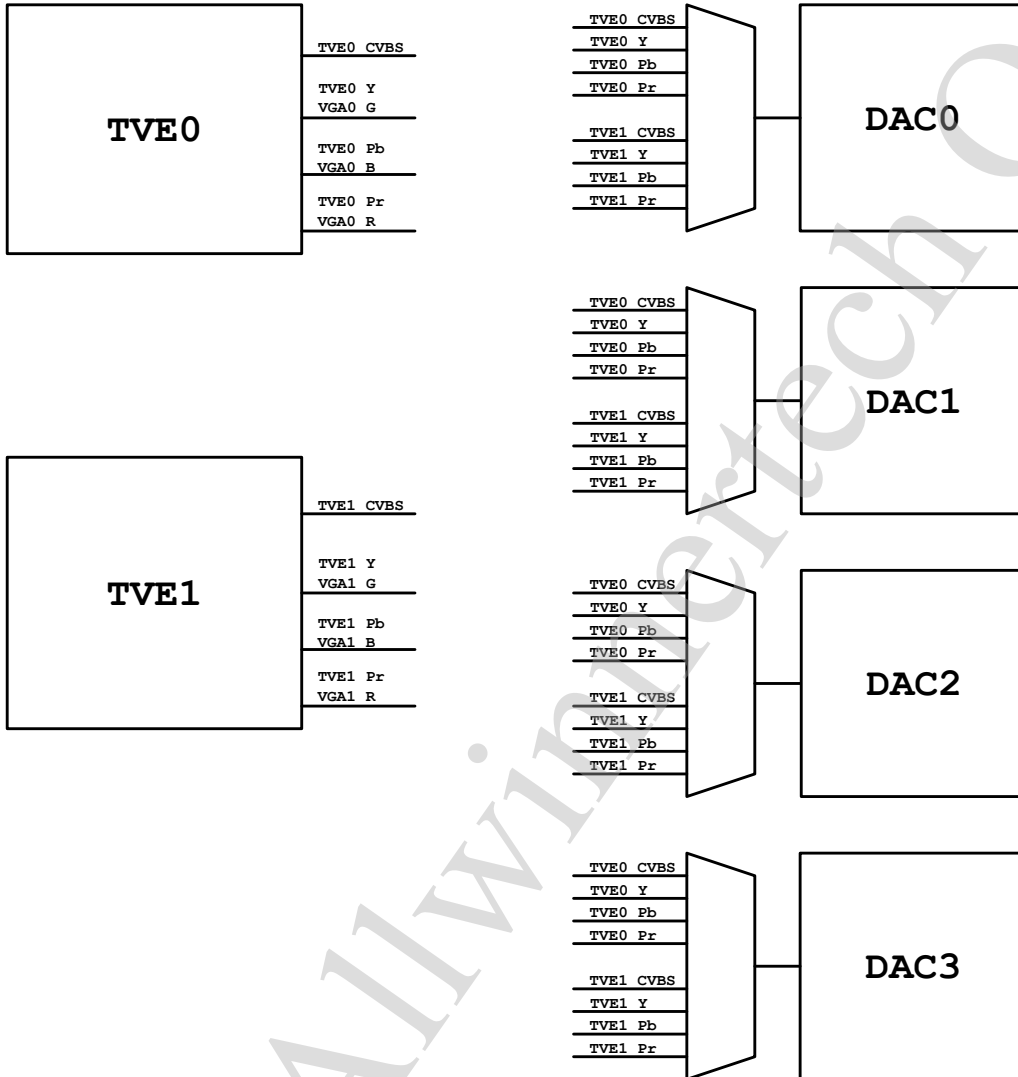 TVE0 CVBS
TVE0 Y
VGA0 G
TVE0 Pb
VGA0 B
TVE0 Pr
VGA0 R
TVE0
TVE1 CVBS
TVE1 Y
VGA1 G
TVE1 Pb
VGA1 B
TVE1 Pr
VGA1 R
TVE1
TVE0 CVBS
TVE0 Y
TVE0 Pb
TVE0 Pr
TVE1 CVBS
TVE1 Y
TVE1 Pb
TVE1 Pr
DAC0
TVE0 CVBS
TVE0 Y
TVE0 Pb
TVE0 Pr
TVE1 CVBS
TVE1 Y
TVE1 Pb
TVE1 Pr
DAC1
TVE0 CVBS
TVE0 Y
TVE0 Pb
TVE0 Pr
TVE1 CVBS
TVE1 Y
TVE1 Pb
TVE1 Pr
DAC2
TVE0 CVBS
TVE0 Y
TVE0 Pb
TVE0 Pr
TVE1 CVBS
TVE1 Y
TVE1 Pb
TVE1 Pr
DAC3
Allwinnertech